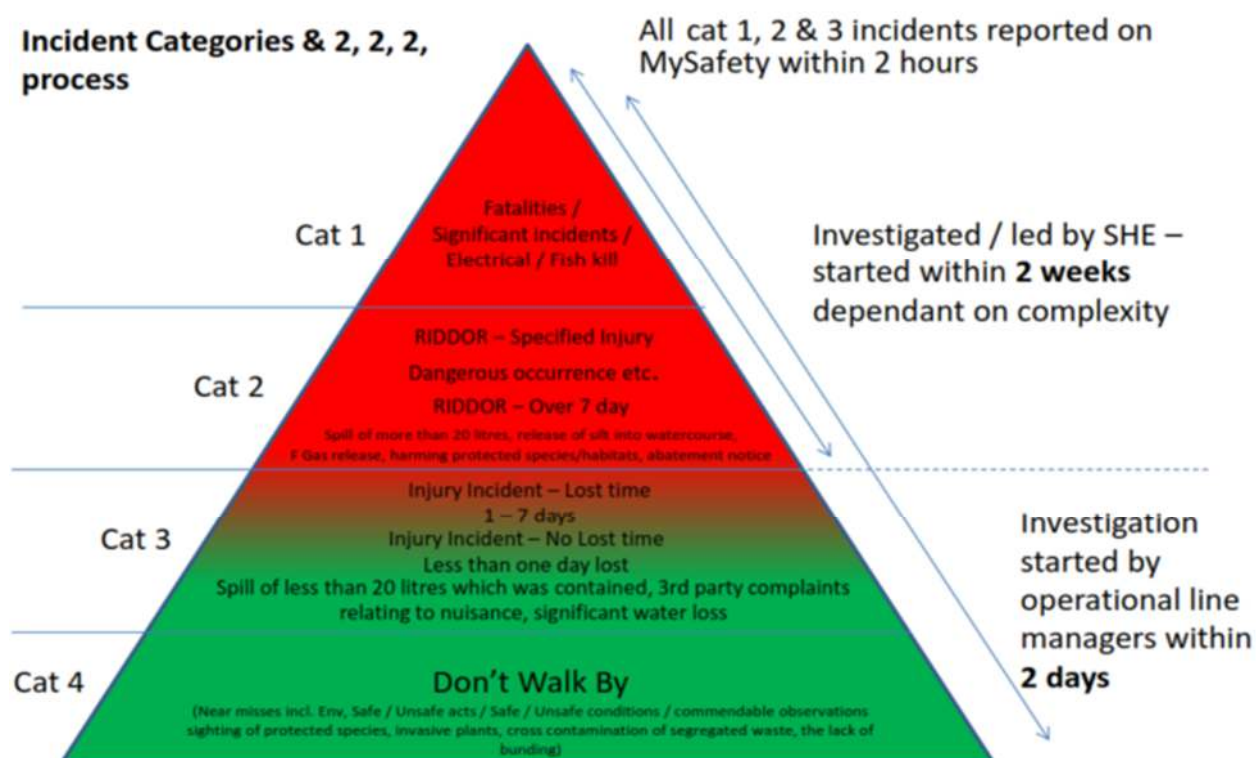 Incident Categories & 2, 2, 2,
process
All cat 1, 2 & 3 incidents reported on
MySafety within 2 hours
Cat 1
Fatalities /
Significant incidents /
Electrical / Fish kill
Investigated / led by SHE –
started within 2 weeks
dependant on complexity
Cat 2
RIDDOR – Specified Injury
Dangerous occurrence etc.
RIDDOR – Over 7 day
Spill of more than 20 litres, release of silt into watercourse,
F Gas release, harming protected species/habitats, abatement notice
Cat 3
Injury Incident – Lost time
1 – 7 days
Injury Incident – No Lost time
Less than one day lost
Spill of less than 20 litres which was contained, 3rd party complaints
relating to nuisance, significant water loss
Investigation
started by
operational line
managers within
2 days
Cat 4
Don't Walk By
(Near misses incl. Env, Safe / Unsafe acts / Safe / Unsafe conditions / commendable observations
sighting of protected species, invasive plants, cross contamination of segregated waste, the lack of
bunding)